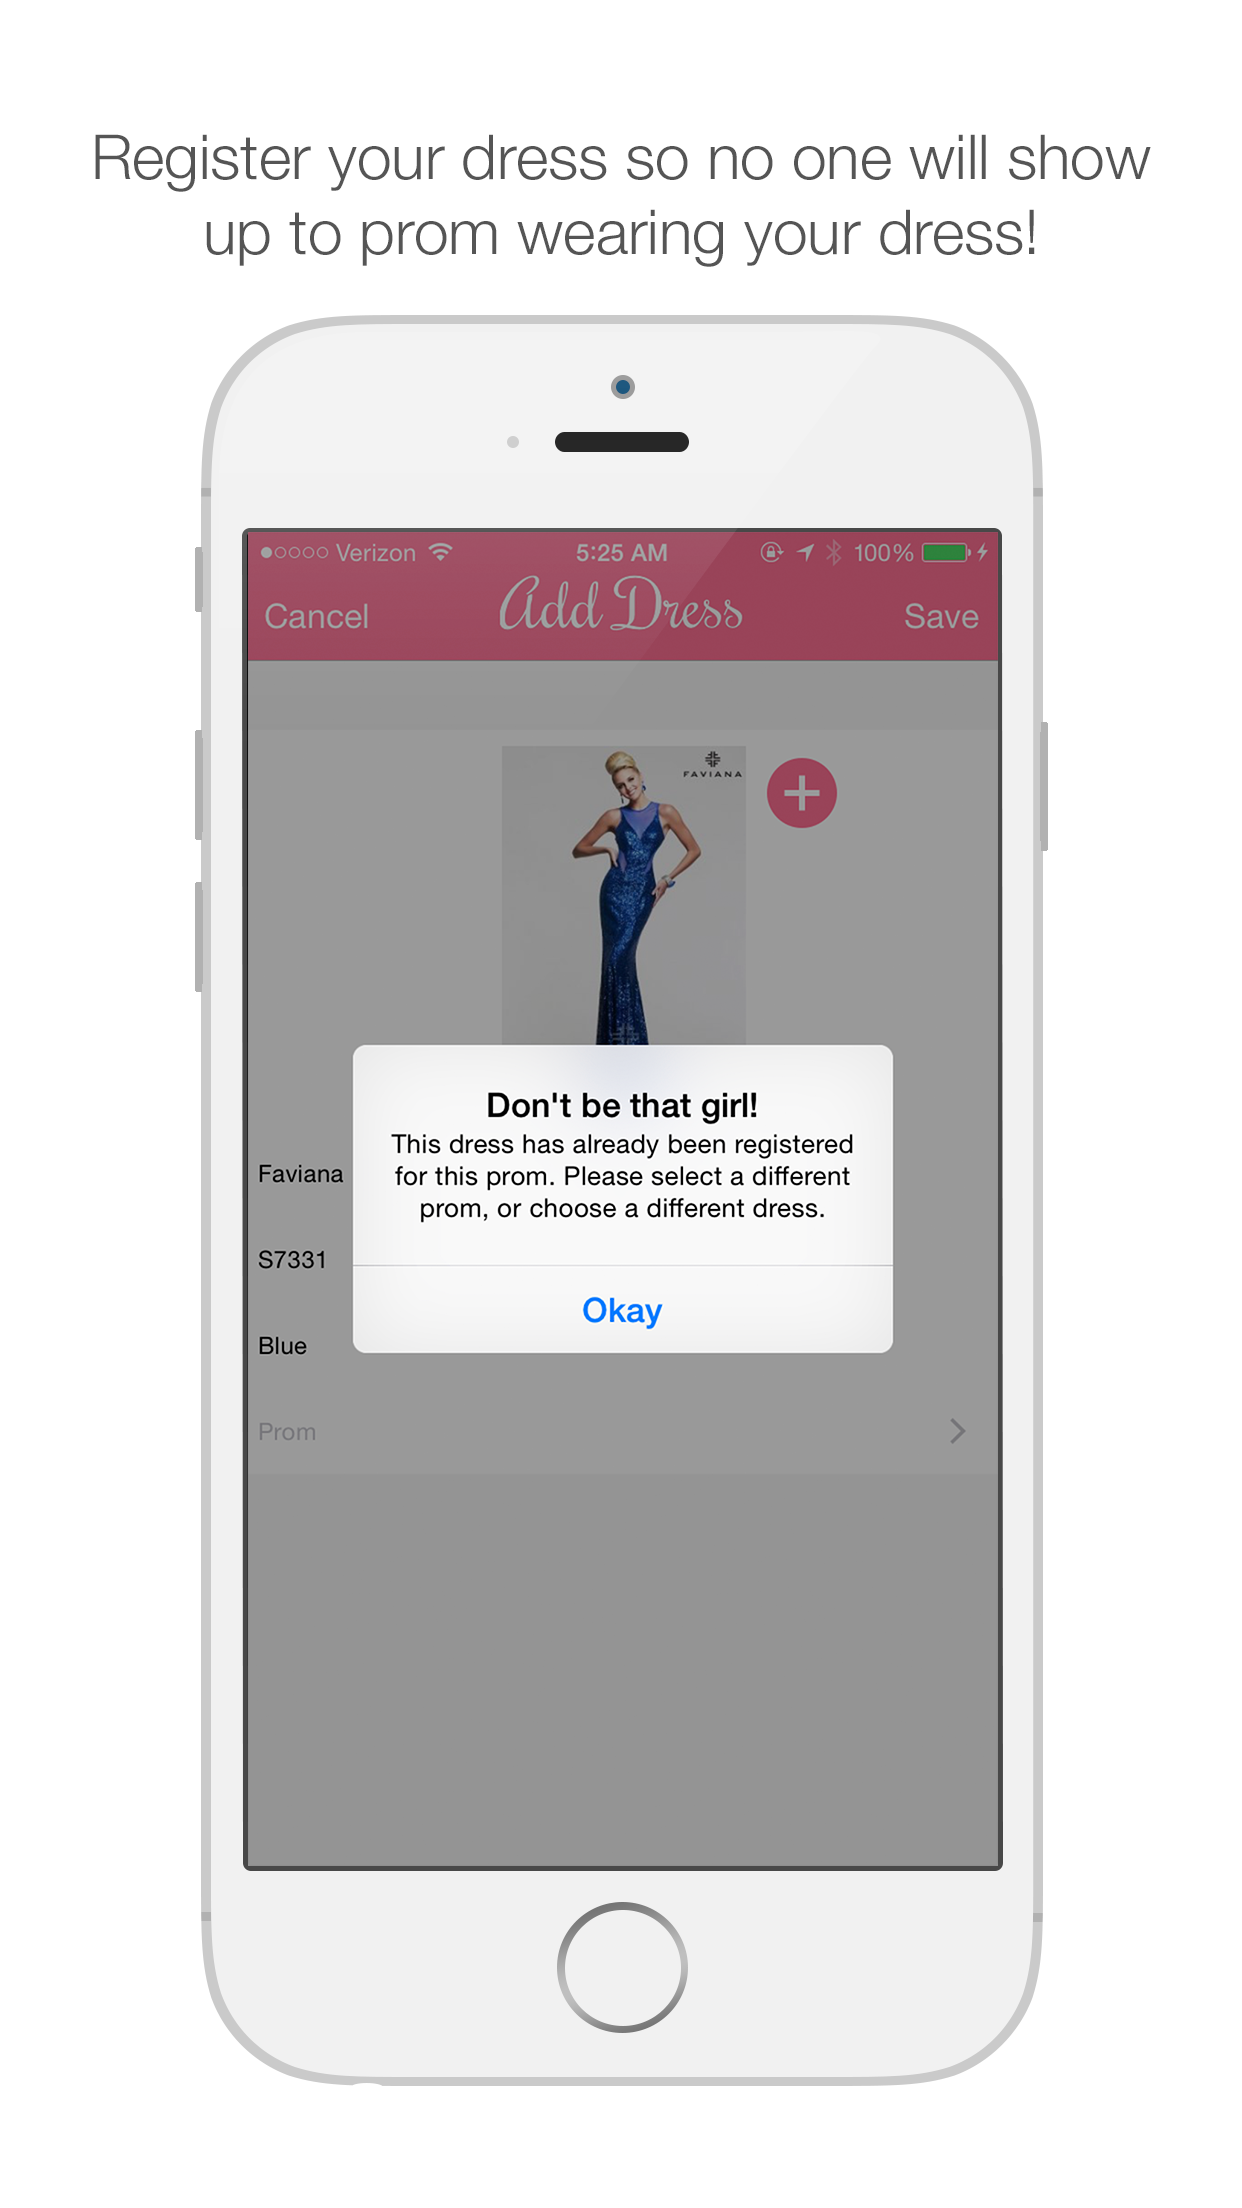 Register your dress so no one will show
up to prom wearing your dress!
Verizon 5:25 AM 100%
Cancel Add Dress Save
FAVIANA
Don't be that girl!
This dress has already been registered
for this prom. Please select a different
prom, or choose a different dress.
Okay
Faviana
S7331
Blue
Prom